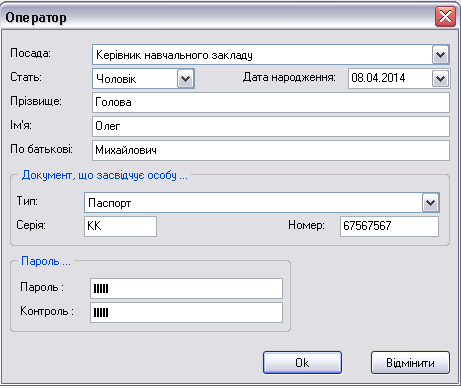 Оператор
Посада: Керівник навчального закладу
Стать: Чоловік Дата народження: 08.04.2014
Прізвище: Голова
Ім'я: Олег
По батькові: Михайлович
Документ, що засвідчує особу ...
Тип: Паспорт
Серія: КК Номер: 67567567
Пароль ...
Пароль :
Контроль :
Ok Відмінити